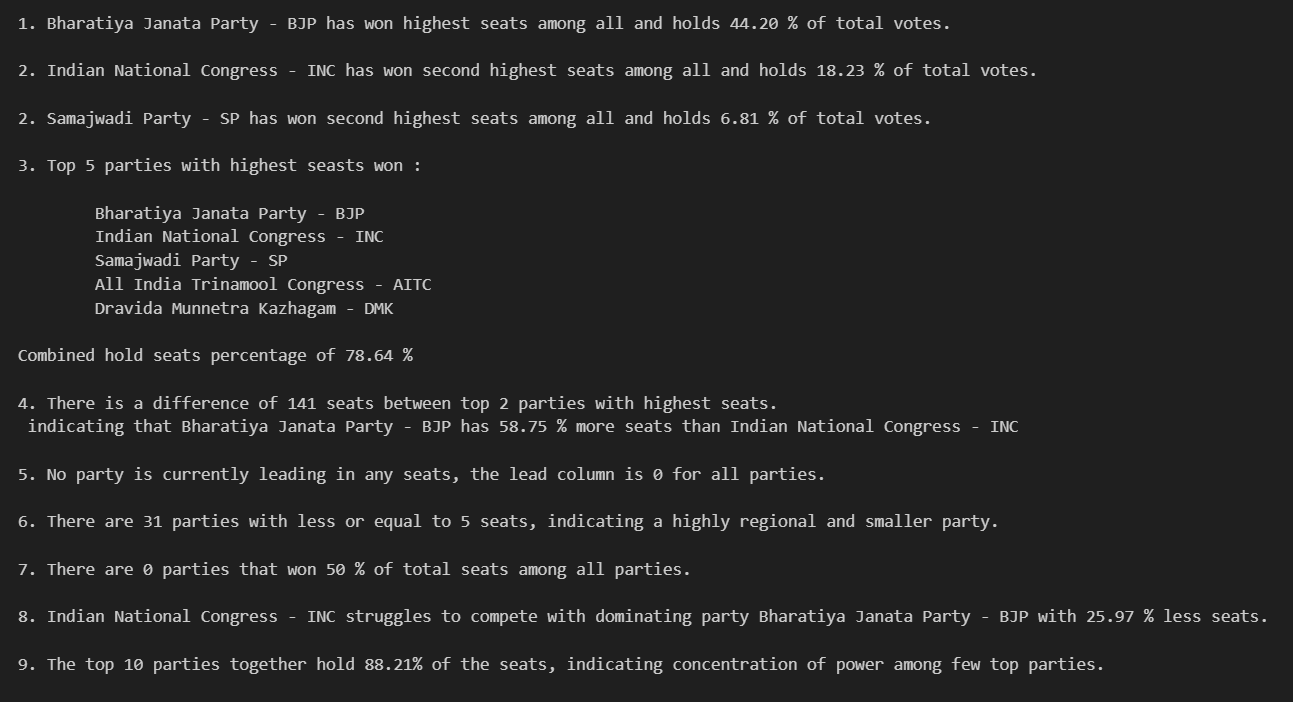 1. Bharatiya Janata Party - BJP has won highest seats among all and holds 44.20 % of total votes.
2. Indian National Congress - INC has won second highest seats among all and holds 18.23 % of total votes.
2. Samajwadi Party - SP has won second highest seats among all and holds 6.81 % of total votes.
3. Top 5 parties with highest seasts won :
Bharatiya Janata Party - BJP
Indian National Congress - INC
Samajwadi Party - SP
All India Trinamool Congress - AITC
Dravida Munnetra Kazhagam - DMK
Combined hold seats percentage of 78.64 %
4. There is a difference of 141 seats between top 2 parties with highest seats.
indicating that Bharatiya Janata Party - BJP has 58.75 % more seats than Indian National Congress - INC
5. No party is currently leading in any seats, the lead column is 0 for all parties.
6. There are 31 parties with less or equal to 5 seats, indicating a highly regional and smaller party.
7. There are 0 parties that won 50 % of total seats among all parties.
8. Indian National Congress - INC struggles to compete with dominating party Bharatiya Janata Party - BJP with 25.97 % less seats.
9. The top 10 parties together hold 88.21% of the seats, indicating concentration of power among few top parties.